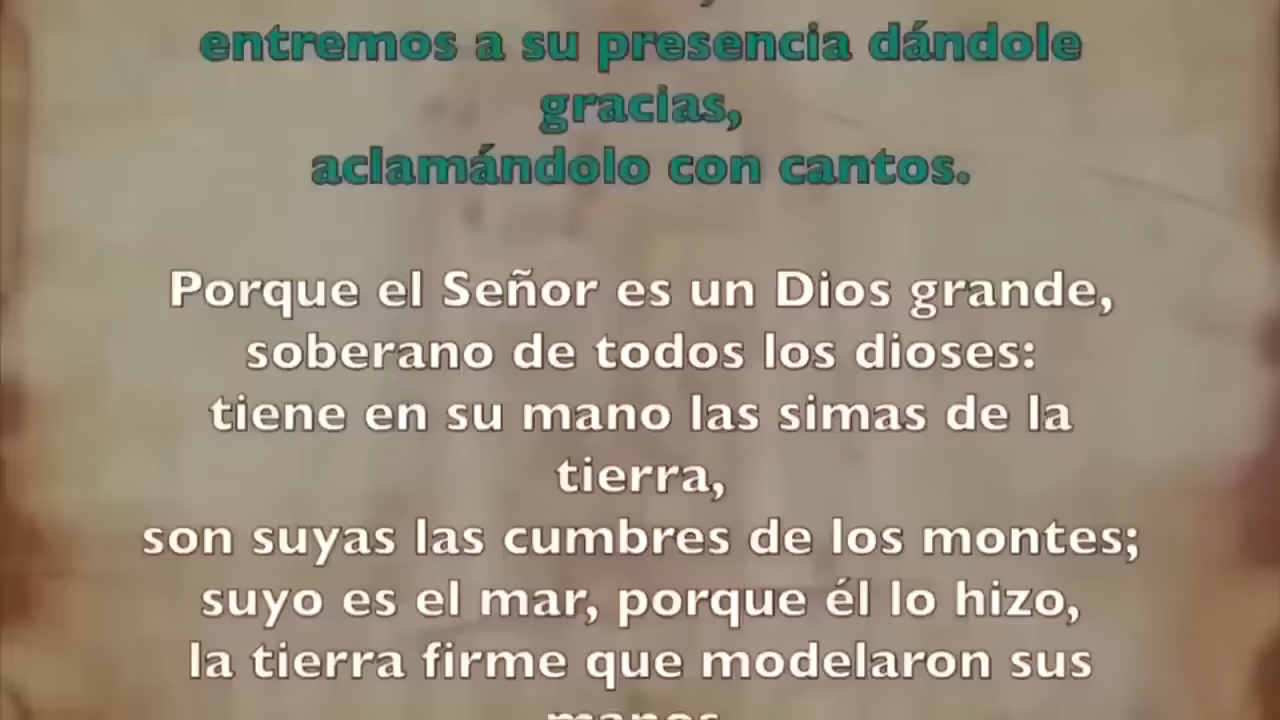 entremos a su presencia dándole
gracias,
aclamándolo con cantos.
Porque el Señor es un Dios grande,
soberano de todos los dioses:
tiene en su mano las simas de la
tierra,
son suyas las cumbres de los montes;
suyo es el mar, porque él lo hizo,
la tierra firme que modelaron sus